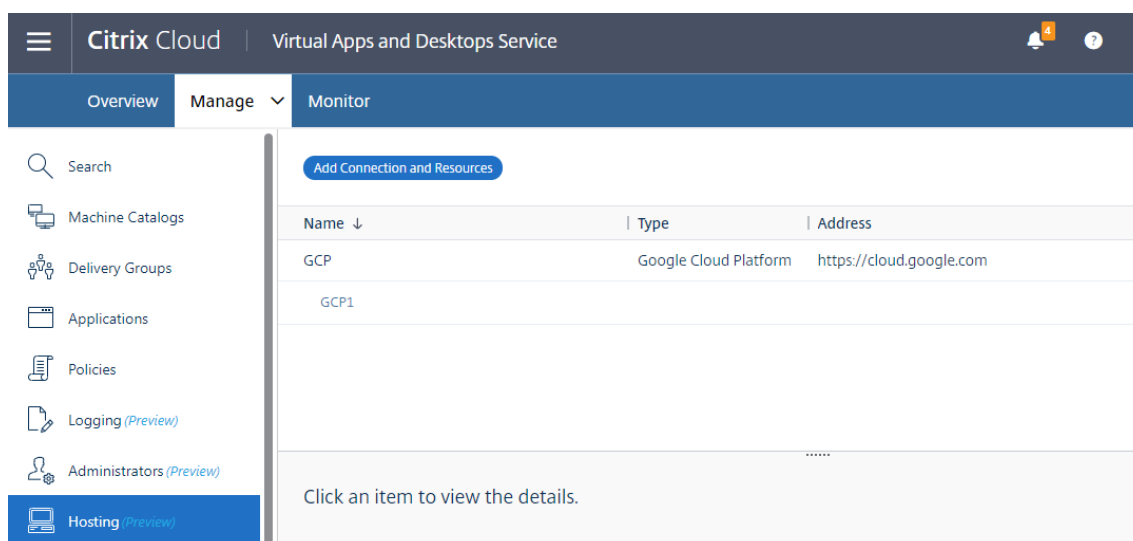 Citrix Cloud | Virtual Apps and Desktops Service
4
?
Overview
Manage
Monitor
Search
Machine Catalogs
Delivery Groups
Applications
Policies
Logging (Preview)
Administrators (Preview)
Hosting (Preview)
Add Connection and Resources
Name ↓ | Type | Address
GCP Google Cloud Platform https://cloud.google.com
GCP1
Click an item to view the details.